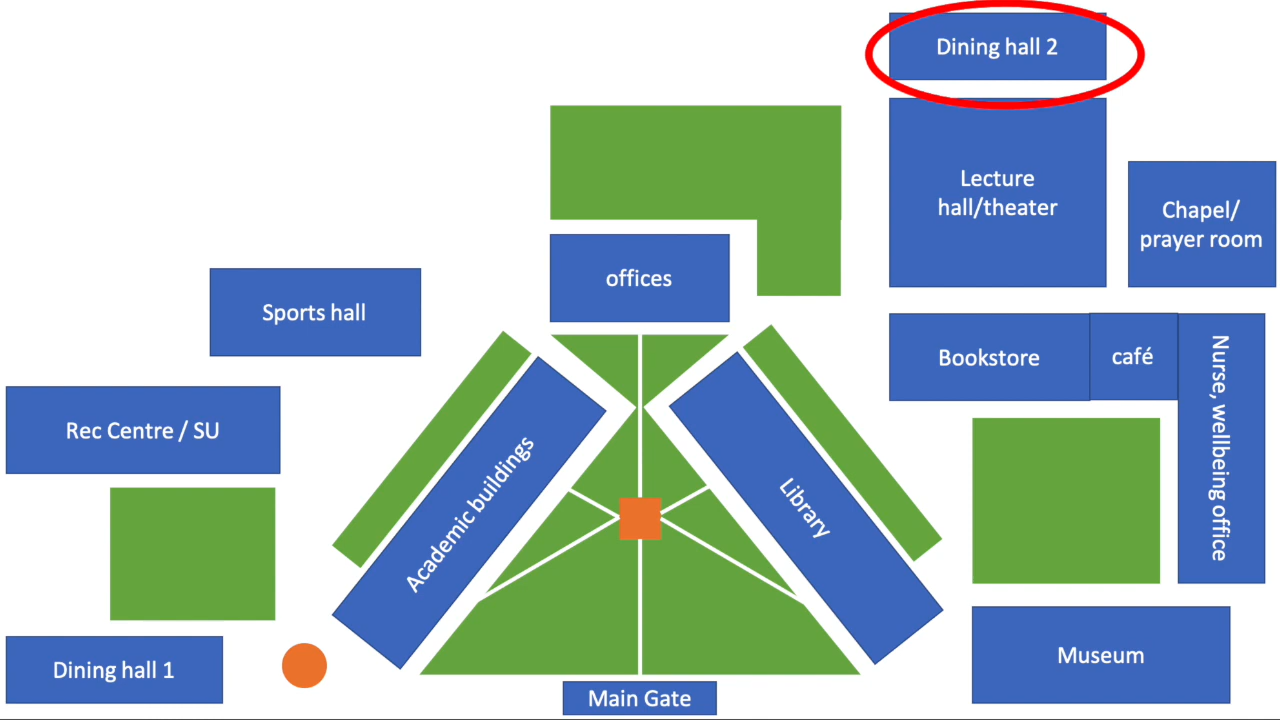 Dining hall 2
Lecture
hall/theater
Chapel/
prayer room
offices
Sports hall
Bookstore
café
Nurse, wellbeing office
Rec Centre / SU
Academic buildings
Library
Dining hall 1
Museum
Main Gate